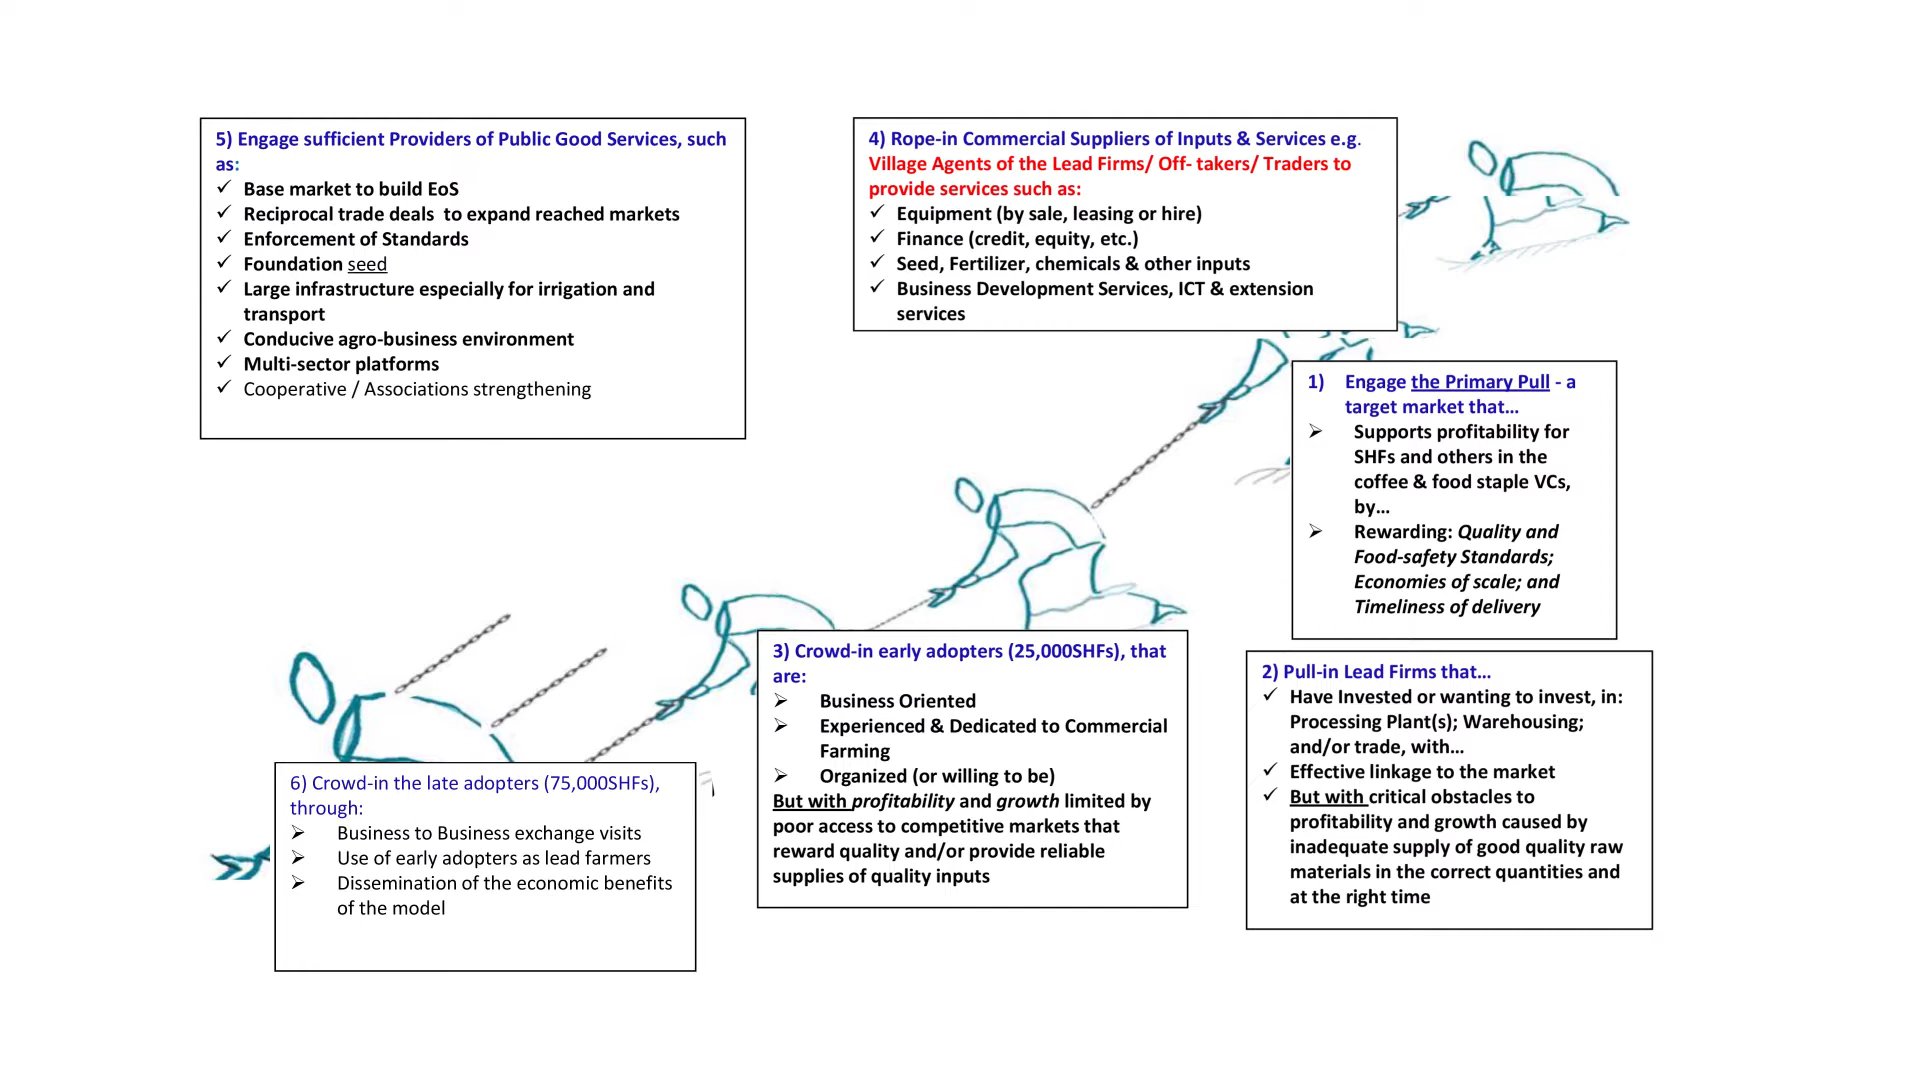 5) Engage sufficient Providers of Public Good Services, such
as:
✓ Base market to build EoS
✓ Reciprocal trade deals to expand reached markets
✓ Enforcement of Standards
✓ Foundation seed
✓ Large infrastructure especially for irrigation and
transport
✓ Conducive agro-business environment
✓ Multi-sector platforms
✓ Cooperative / Associations strengthening
4) Rope-in Commercial Suppliers of Inputs & Services e.g.
Village Agents of the Lead Firms/ Off- takers/ Traders to
provide services such as:
✓ Equipment (by sale, leasing or hire)
✓ Finance (credit, equity, etc.)
✓ Seed, Fertilizer, chemicals & other inputs
✓ Business Development Services, ICT & extension
services
1) Engage the Primary Pull - a
target market that…
➢ Supports profitability for
SHFs and others in the
coffee & food staple VCs,
by…
➢ Rewarding: Quality and
Food-safety Standards;
Economies of scale; and
Timeliness of delivery
2) Pull-in Lead Firms that…
✓ Have Invested or wanting to invest, in:
Processing Plant(s); Warehousing;
and/or trade, with…
✓ Effective linkage to the market
✓ But with critical obstacles to
profitability and growth caused by
inadequate supply of good quality raw
materials in the correct quantities and
at the right time
3) Crowd-in early adopters (25,000SHFs), that
are:
➢ Business Oriented
➢ Experienced & Dedicated to Commercial
Farming
➢ Organized (or willing to be)
But with profitability and growth limited by
poor access to competitive markets that
reward quality and/or provide reliable
supplies of quality inputs
6) Crowd-in the late adopters (75,000SHFs),
through:
➢ Business to Business exchange visits
➢ Use of early adopters as lead farmers
➢ Dissemination of the economic benefits
of the model